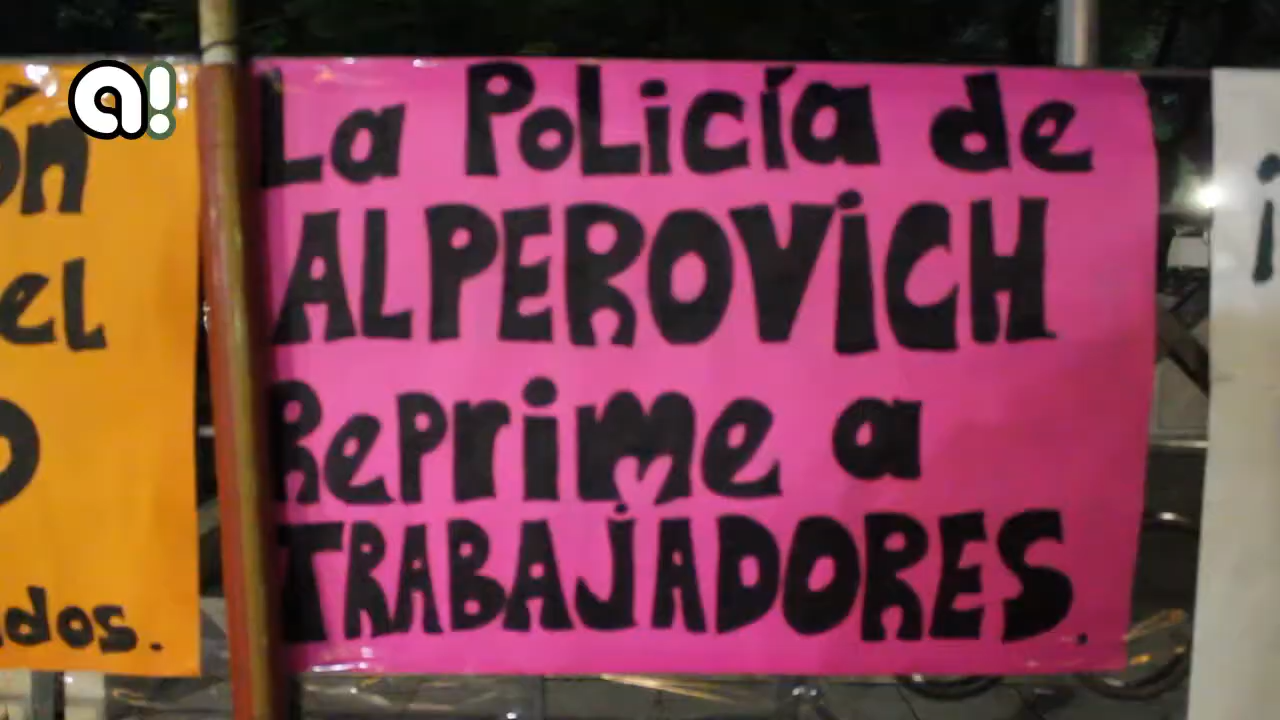 a!
ón
el
o
dos.
La Policía de
ALPEROVICH
Reprime a
TRABAJADORES.